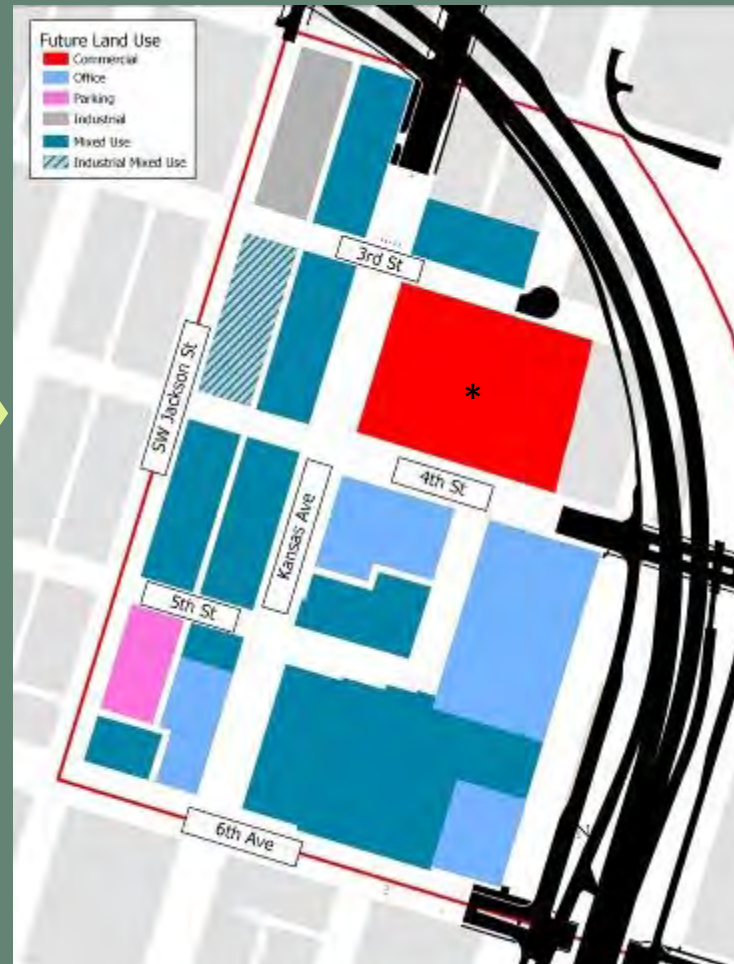 Future Land Use
Commercial
Office
Parking
Industrial
Mixed Use
Industrial Mixed Use
3rd St
SW Jackson St
*
4th St
Kansas Ave
5th St
6th Ave